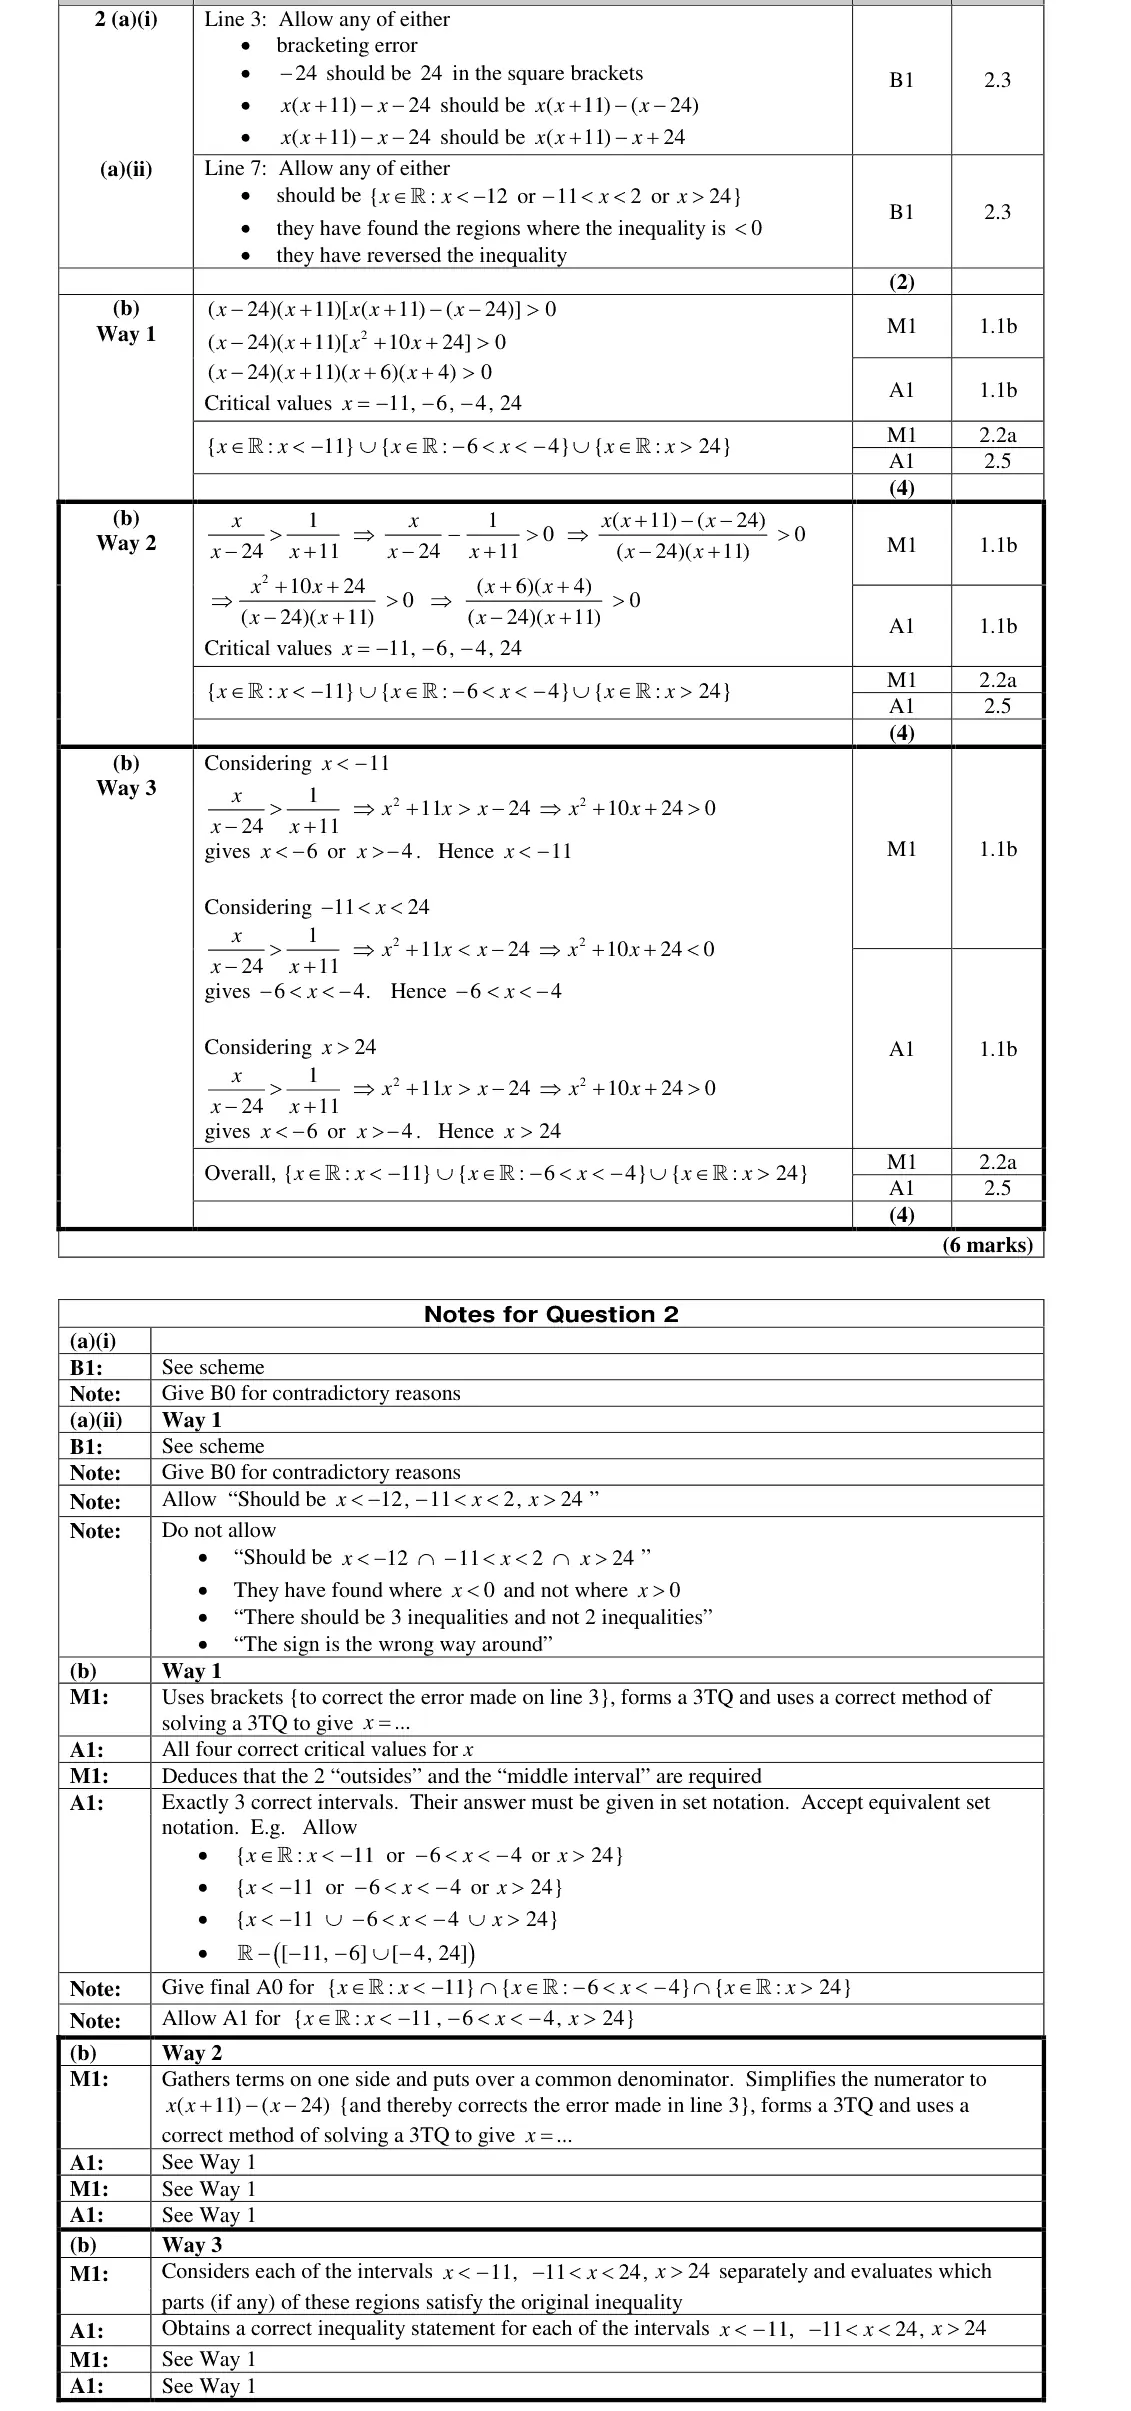 2 (a)(i)
Line 3: Allow any of either
• bracketing error
• −24 should be 24 in the square brackets
• x(x+11)−x−24 should be x(x+11)−(x−24)
• x(x+11)−x−24 should be x(x+11)−x+24
B1
2.3
(a)(ii)
Line 7: Allow any of either
• should be {x∈ℝ: x<−12 or −11<x<2 or x>24}
• they have found the regions where the inequality is <0
• they have reversed the inequality
B1
2.3
(2)
(b)
Way 1
(x−24)(x+11)[x(x+11)−(x−24)]>0
(x−24)(x+11)[x²+10x+24]>0
M1
1.1b
(x−24)(x+11)(x+6)(x+4)>0
Critical values x=−11, −6, −4, 24
A1
1.1b
{x∈ℝ: x<−11}∪{x∈ℝ: −6<x<−4}∪{x∈ℝ: x>24}
M1
2.2a
A1
2.5
(4)
(b)
Way 2
x/(x−24) > 1/(x+11) ⇒ x/(x−24) − 1/(x+11) >0 ⇒ (x(x+11)−(x−24))/((x−24)(x+11)) >0
M1
1.1b
⇒ (x²+10x+24)/((x−24)(x+11)) >0 ⇒ ((x+6)(x+4))/((x−24)(x+11)) >0
Critical values x=−11, −6, −4, 24
A1
1.1b
{x∈ℝ: x<−11}∪{x∈ℝ: −6<x<−4}∪{x∈ℝ: x>24}
M1
2.2a
A1
2.5
(4)
(b)
Way 3
Considering x<−11
x/(x−24) > 1/(x+11) ⇒ x²+11x > x−24 ⇒ x²+10x+24>0
gives x<−6 or x>−4. Hence x<−11
M1
1.1b
Considering −11<x<24
x/(x−24) > 1/(x+11) ⇒ x²+11x < x−24 ⇒ x²+10x+24<0
gives −6<x<−4. Hence −6<x<−4
Considering x>24
x/(x−24) > 1/(x+11) ⇒ x²+11x > x−24 ⇒ x²+10x+24>0
gives x<−6 or x>−4. Hence x>24
A1
1.1b
Overall, {x∈ℝ: x<−11}∪{x∈ℝ: −6<x<−4}∪{x∈ℝ: x>24}
M1
2.2a
A1
2.5
(4)
(6 marks)
Notes for Question 2
(a)(i)
B1: See scheme
Note: Give B0 for contradictory reasons
(a)(ii) Way 1
B1: See scheme
Note: Give B0 for contradictory reasons
Note: Allow “Should be x<−12, −11<x<2, x>24 ”
Note: Do not allow
• “Should be x<−12 ∩ −11<x<2 ∩ x>24 ”
• They have found where x<0 and not where x>0
• “There should be 3 inequalities and not 2 inequalities”
• “The sign is the wrong way around”
(b) Way 1
M1: Uses brackets {to correct the error made on line 3}, forms a 3TQ and uses a correct method of
solving a 3TQ to give x=...
A1: All four correct critical values for x
M1: Deduces that the 2 “outsides” and the “middle interval” are required
A1: Exactly 3 correct intervals. Their answer must be given in set notation. Accept equivalent set
notation. E.g. Allow
• {x∈ℝ: x<−11 or −6<x<−4 or x>24}
• {x<−11 or −6<x<−4 or x>24}
• {x<−11 ∪ −6<x<−4 ∪ x>24}
• ℝ−([−11, −6]∪[−4, 24])
Note: Give final A0 for {x∈ℝ: x<−11}∩{x∈ℝ: −6<x<−4}∩{x∈ℝ: x>24}
Note: Allow A1 for {x∈ℝ: x<−11, −6<x<−4, x>24}
(b) Way 2
M1: Gathers terms on one side and puts over a common denominator. Simplifies the numerator to
x(x+11)−(x−24) {and thereby corrects the error made in line 3}, forms a 3TQ and uses a
correct method of solving a 3TQ to give x=...
A1: See Way 1
M1: See Way 1
A1: See Way 1
(b) Way 3
M1: Considers each of the intervals x<−11, −11<x<24, x>24 separately and evaluates which
parts (if any) of these regions satisfy the original inequality
A1: Obtains a correct inequality statement for each of the intervals x<−11, −11<x<24, x>24
M1: See Way 1
A1: See Way 1